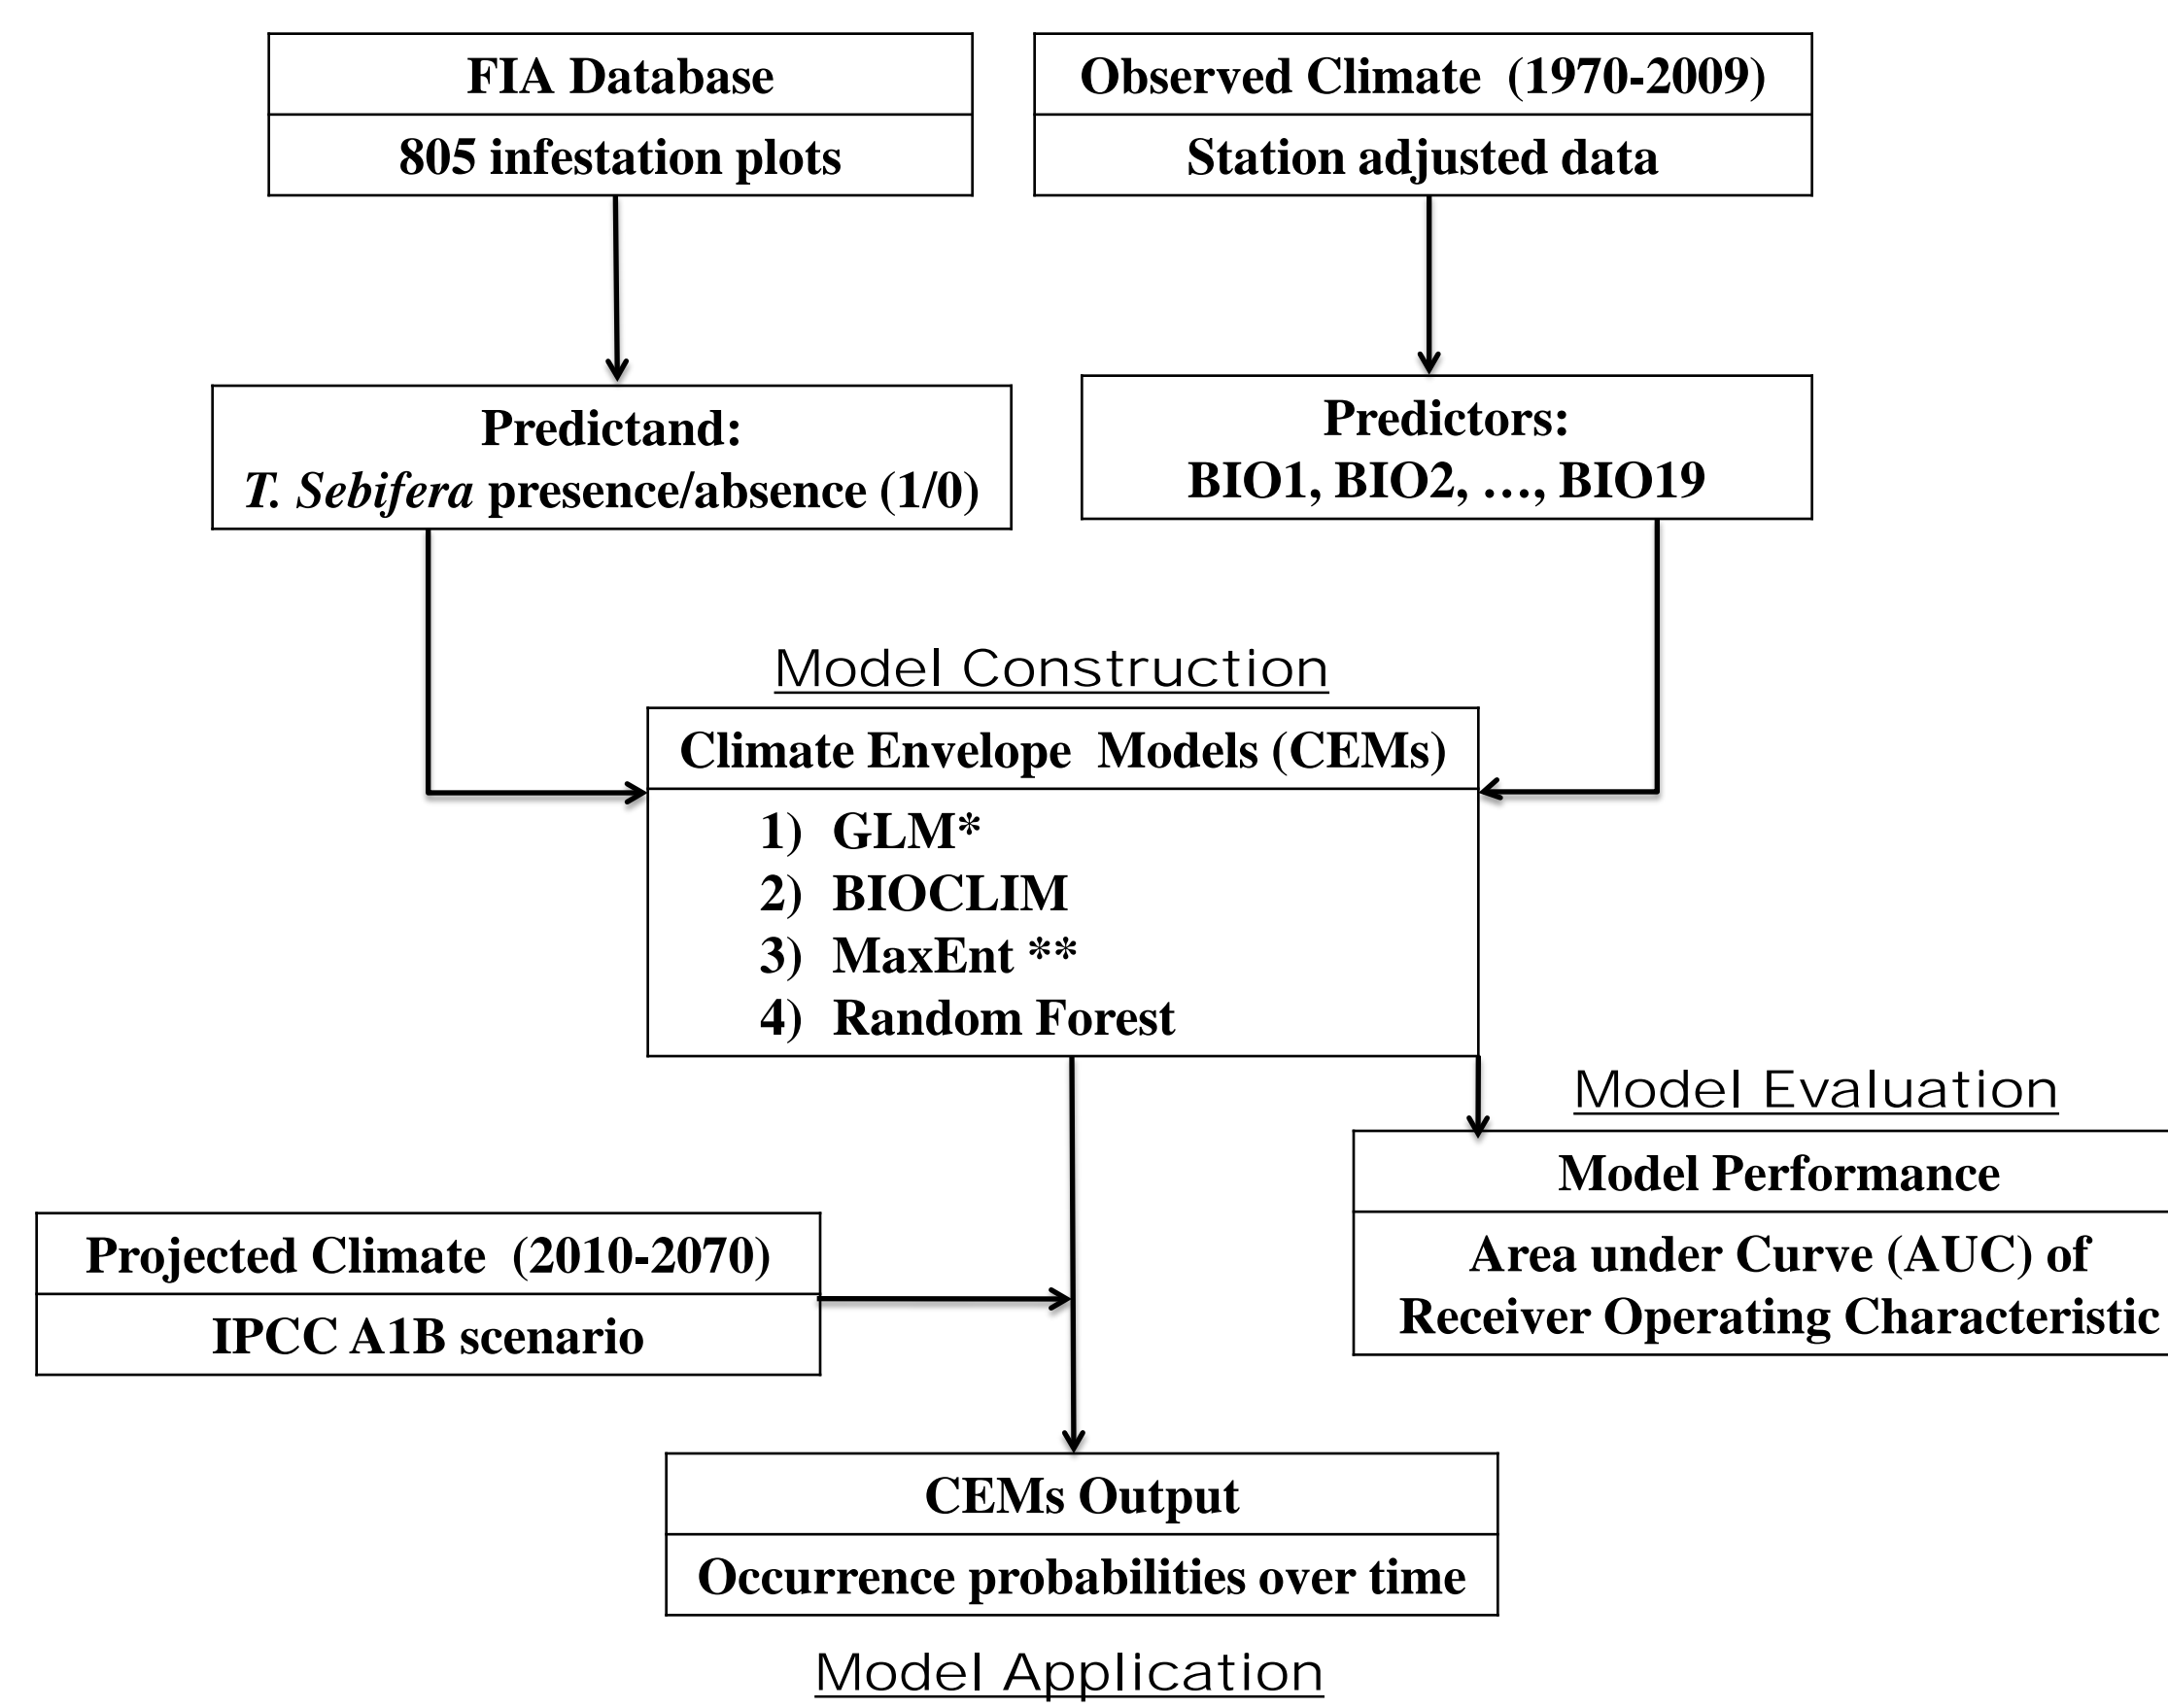 FIA Database
805 infestation plots
Observed Climate (1970-2009)
Station adjusted data
Predictand:
T. Sebifera presence/absence (1/0)
Predictors:
BIO1, BIO2, …, BIO19
Model Construction
Climate Envelope Models (CEMs)
1) GLM*
2) BIOCLIM
3) MaxEnt **
4) Random Forest
Model Evaluation
Model Performance
Area under Curve (AUC) of
Receiver Operating Characteristic
Projected Climate (2010-2070)
IPCC A1B scenario
CEMs Output
Occurrence probabilities over time
Model Application